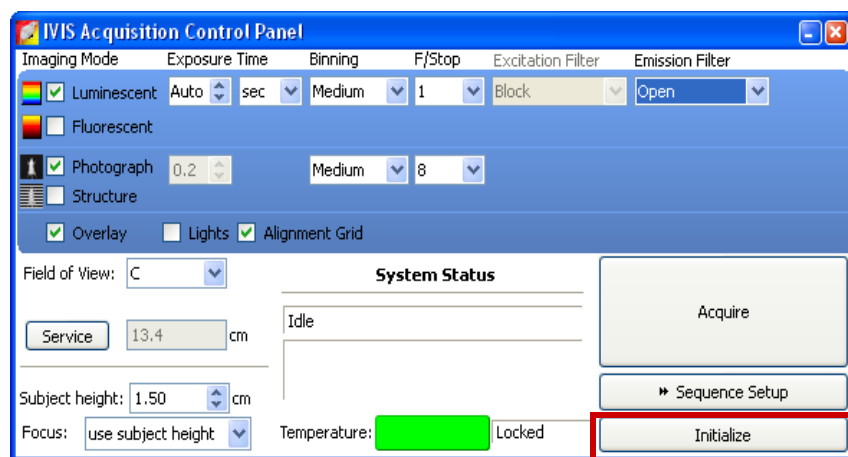 IVIS Acquisition Control Panel
Imaging Mode Exposure Time Binning F/Stop Excitation Filter Emission Filter
Luminescent Auto sec Medium 1 Block Open
Fluorescent
Photograph 0.2 Medium 8
Structure
Overlay Lights Alignment Grid
Field of View: C System Status
Idle Acquire
Service 13.4 cm
Subject height: 1.50 cm Sequence Setup
Focus: use subject height Temperature: Locked Initialize